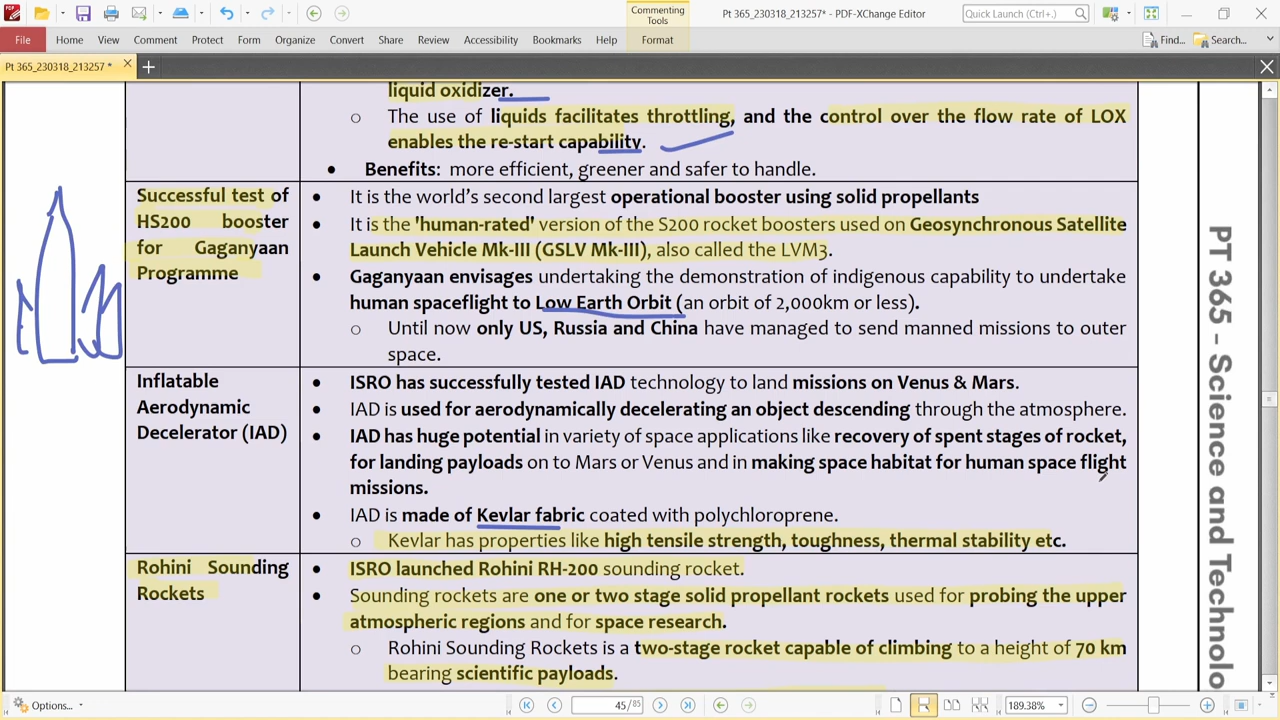 Commenting
Tools
Pt 365_230318_213257* - PDF-XChange Editor
Quick Launch (Ctrl+.)
File Home View Comment Protect Form Organize Convert Share Review Accessibility Bookmarks Help Format
Find... Search...
Pt 365_230318_213257 *
liquid oxidizer.
o The use of liquids facilitates throttling, and the control over the flow rate of LOX
enables the re-start capability.
• Benefits: more efficient, greener and safer to handle.
Successful test of
HS200 booster
for Gaganyaan
Programme
• It is the world's second largest operational booster using solid propellants
• It is the 'human-rated' version of the S200 rocket boosters used on Geosynchronous Satellite
Launch Vehicle Mk-III (GSLV Mk-III), also called the LVM3.
• Gaganyaan envisages undertaking the demonstration of indigenous capability to undertake
human spaceflight to Low Earth Orbit (an orbit of 2,000km or less).
o Until now only US, Russia and China have managed to send manned missions to outer
space.
Inflatable
Aerodynamic
Decelerator (IAD)
• ISRO has successfully tested IAD technology to land missions on Venus & Mars.
• IAD is used for aerodynamically decelerating an object descending through the atmosphere.
• IAD has huge potential in variety of space applications like recovery of spent stages of rocket,
for landing payloads on to Mars or Venus and in making space habitat for human space flight
missions.
• IAD is made of Kevlar fabric coated with polychloroprene.
o Kevlar has properties like high tensile strength, toughness, thermal stability etc.
Rohini Sounding
Rockets
• ISRO launched Rohini RH-200 sounding rocket.
• Sounding rockets are one or two stage solid propellant rockets used for probing the upper
atmospheric regions and for space research.
o Rohini Sounding Rockets is a two-stage rocket capable of climbing to a height of 70 km
bearing scientific payloads.
PT 365 - Science and Technolo
Options...
45/85
189.38%